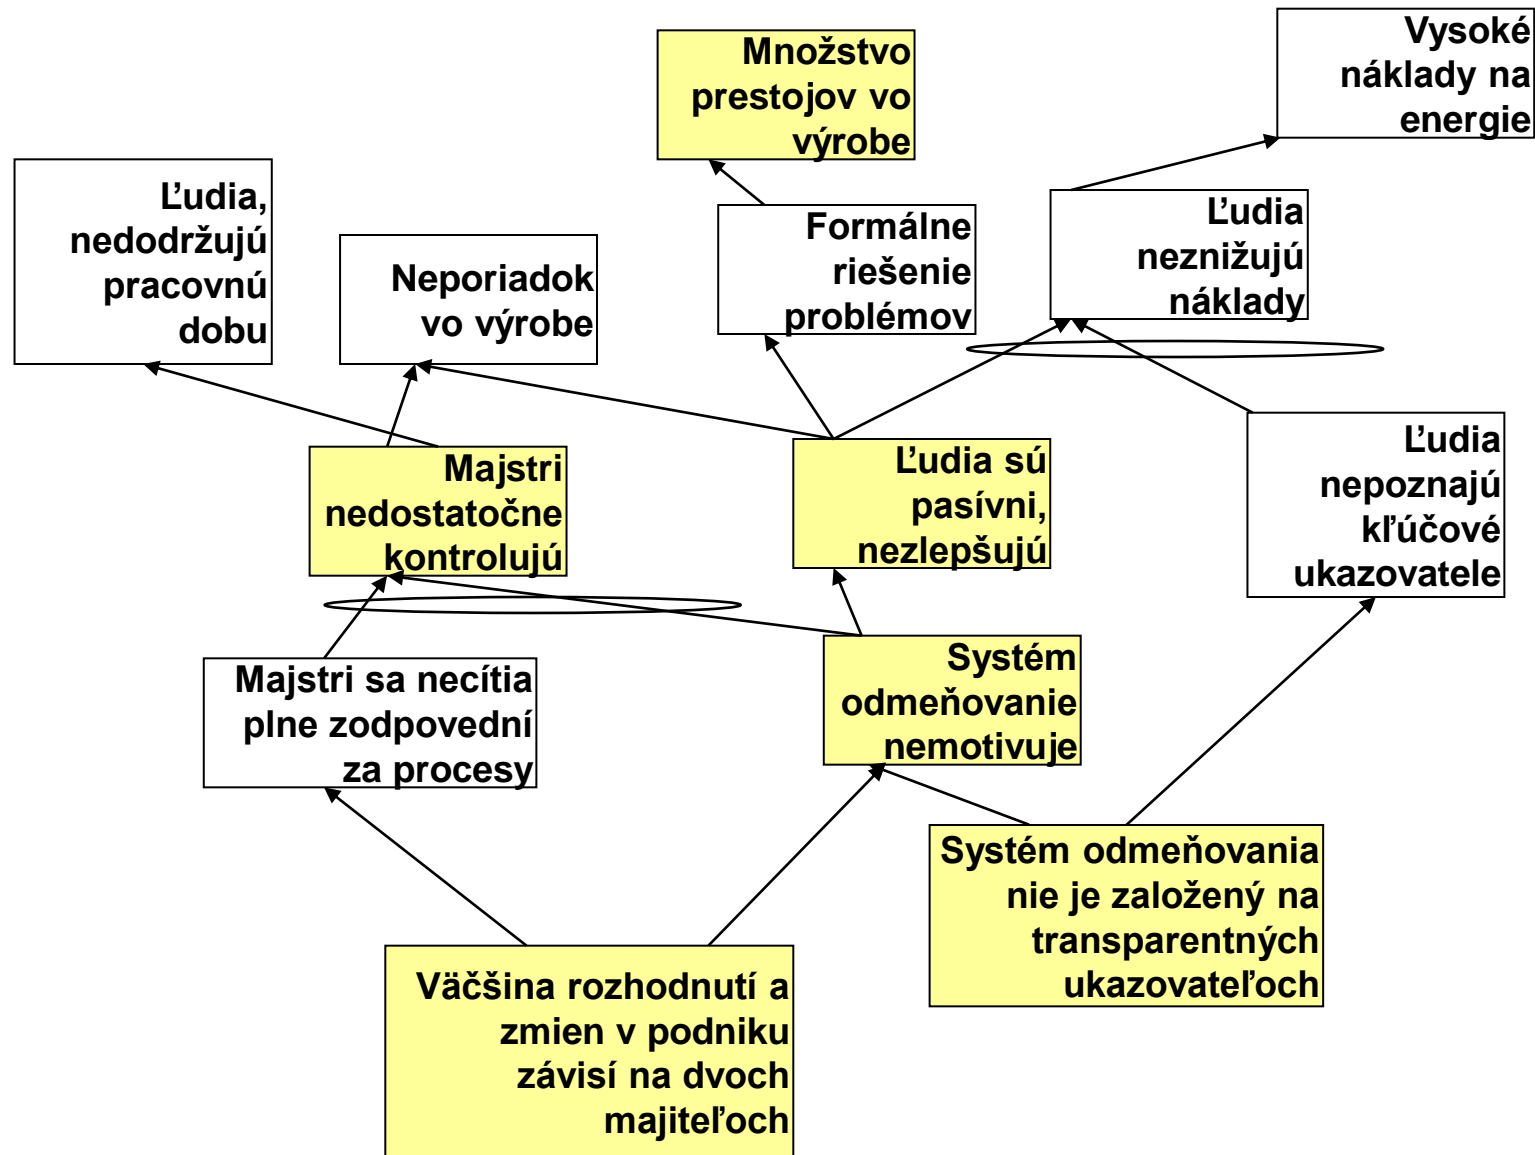 Vysoké
náklady na
energie
Množstvo
prestojov vo
výrobe
Ľudia,
nedodržujú
pracovnú
dobu
Neporiadok
vo výrobe
Formálne
riešenie
problémov
Ľudia
neznižujú
náklady
Majstri
nedostatočne
kontrolujú
Ľudia sú
pasívni,
nezlepšujú
Ľudia
nepoznajú
kľúčové
ukazovatele
Majstri sa necítia
plne zodpovední
za procesy
Systém
odmeňovanie
nemotivuje
Systém odmeňovania
nie je založený na
transparentných
ukazovateľoch
Väčšina rozhodnutí a
zmien v podniku
závisí na dvoch
majiteľoch